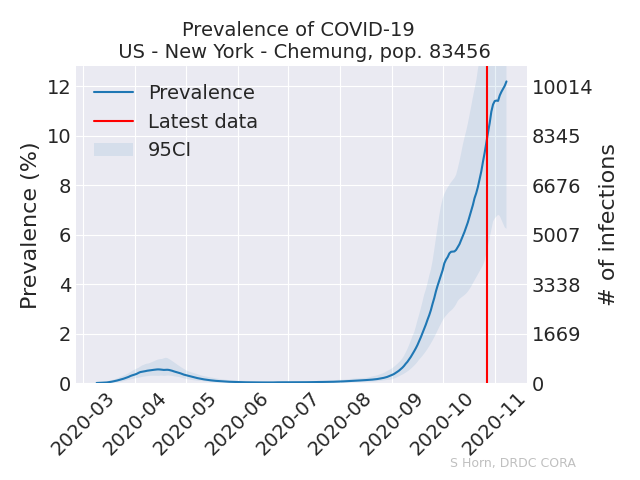 Prevalence of COVID-19
US - New York - Chemung, pop. 83456
Prevalence
Latest data
95CI
Prevalence (%)
12
10
8
6
4
2
0
10014
8345
6676
5007
3338
1669
0
# of infections
2020-03
2020-04
2020-05
2020-06
2020-07
2020-08
2020-09
2020-10
2020-11
S Horn, DRDC CORA